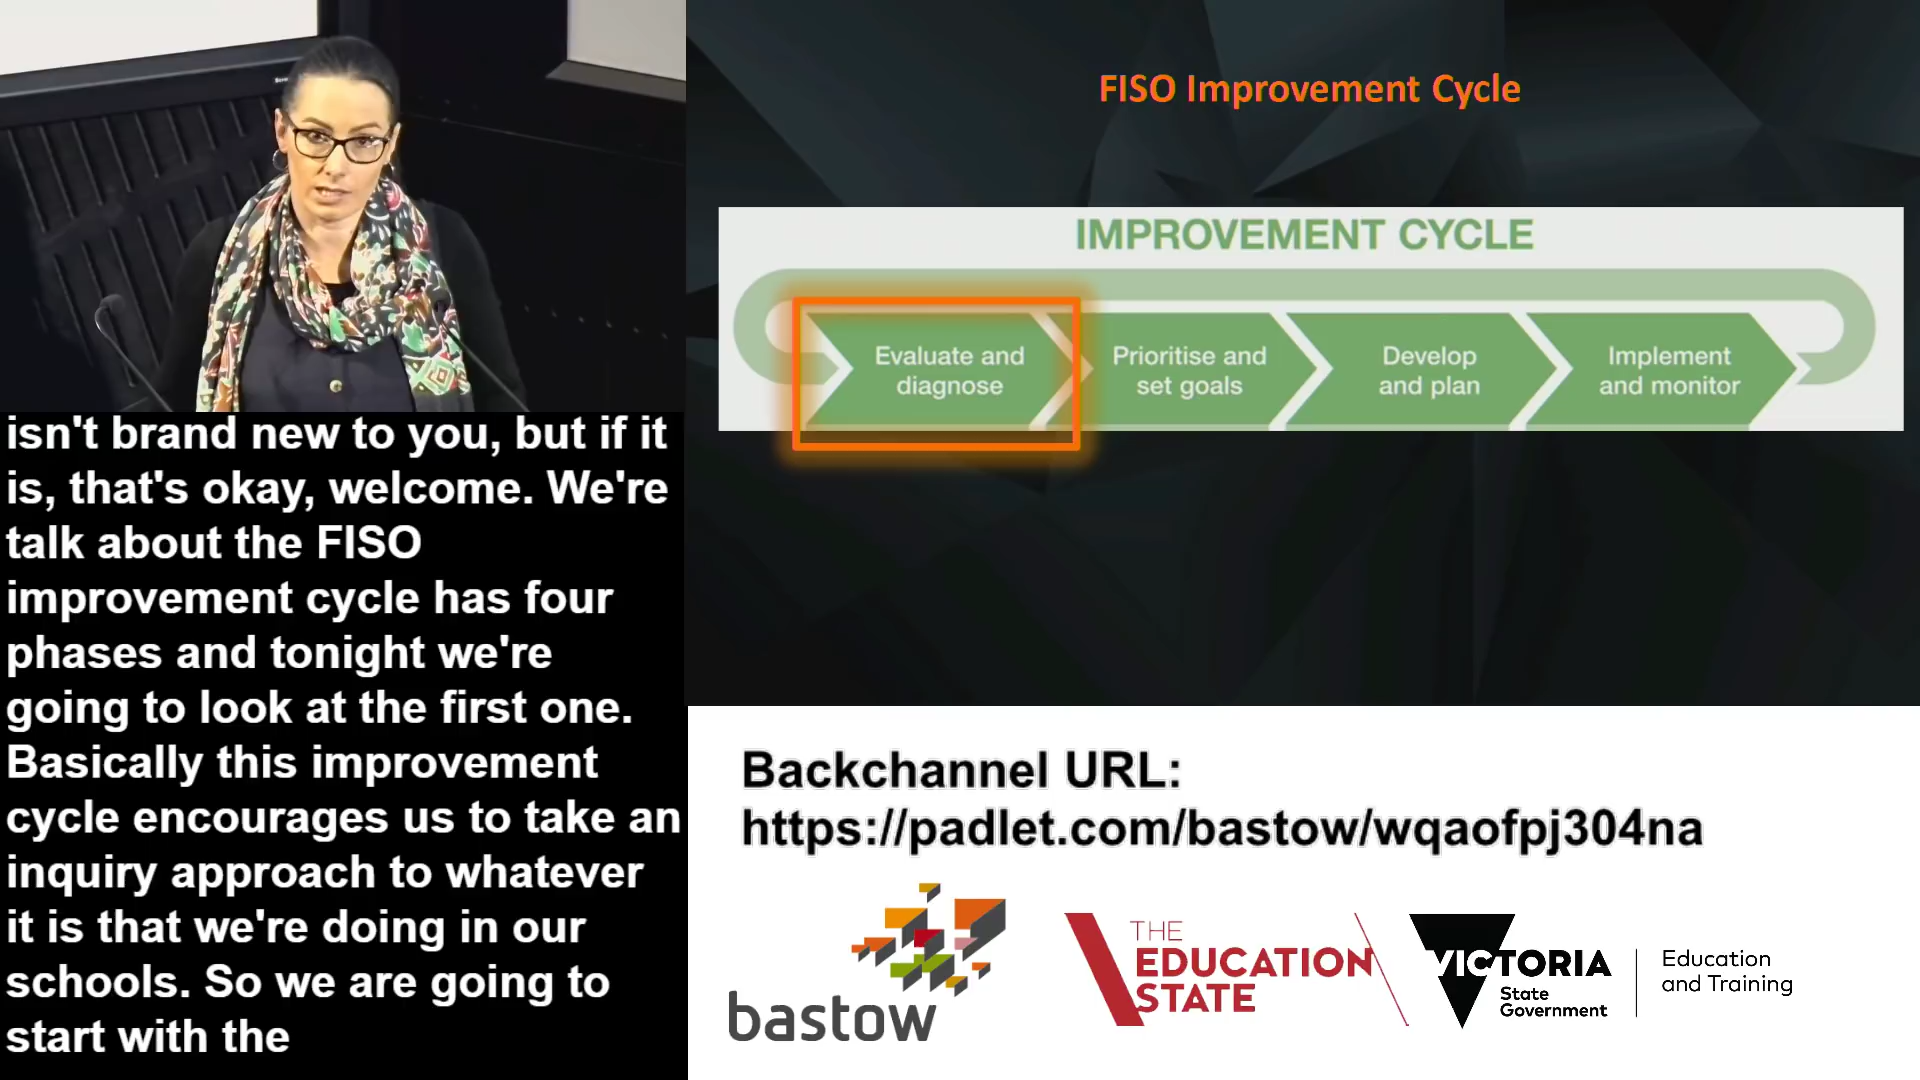 isn't brand new to you, but if it
is, that's okay, welcome. We're
talk about the FISO
improvement cycle has four
phases and tonight we're
going to look at the first one.
Basically this improvement
cycle encourages us to take an
inquiry approach to whatever
it is that we're doing in our
schools. So we are going to
start with the
FISO Improvement Cycle
IMPROVEMENT CYCLE
Evaluate and
diagnose
Prioritise and
set goals
Develop
and plan
Implement
and monitor
Backchannel URL:
https://padlet.com/bastow/wqaofpj304na
bastow
THE
EDUCATION
STATE
VICTORIA
State
Government
Education
and Training